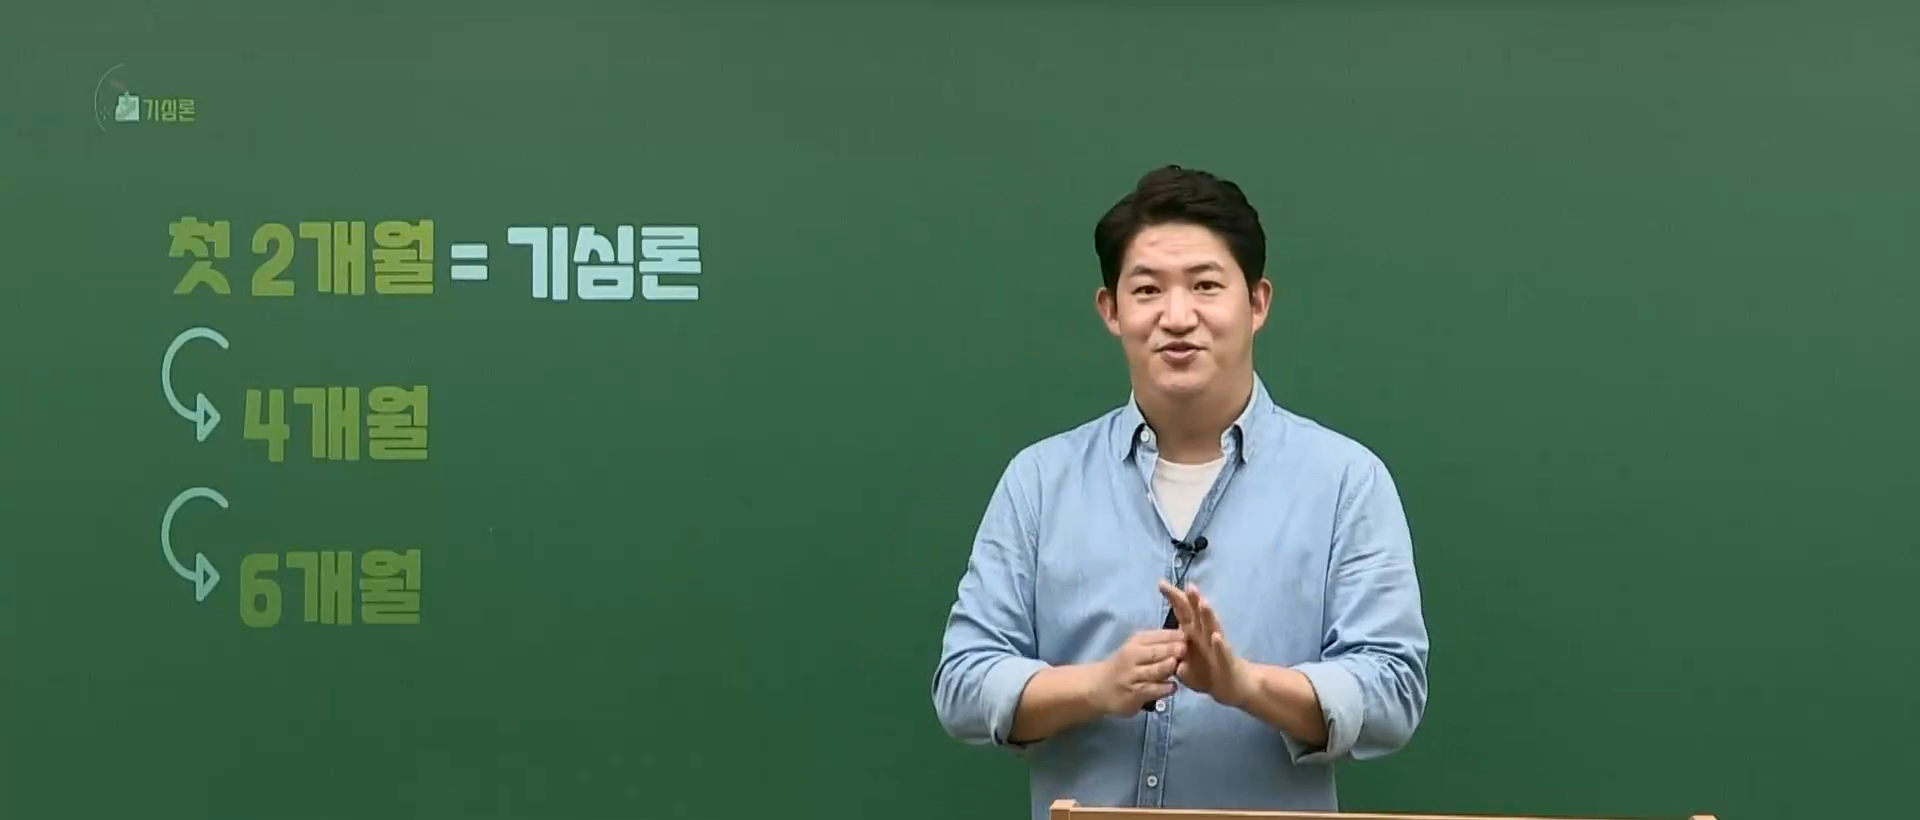 기심론
첫 2개월 = 기심론
4개월
6개월